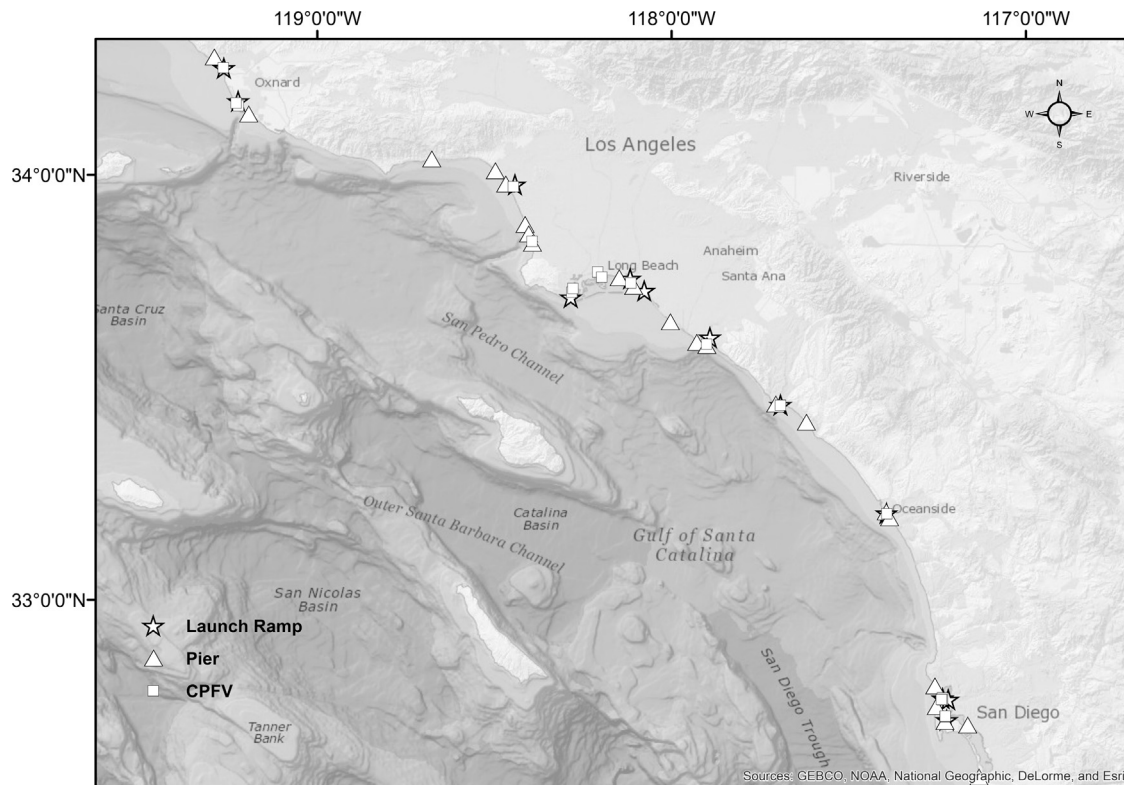 119°0'0"W
118°0'0"W
117°0'0"W
Oxnard
N
W
E
S
Los Angeles
34°0'0"N
Riverside
Anaheim
Long Beach
Santa Ana
anta Cruz
Basin
San Pedro Channel
Outer Santa Barbara Channel
Catalina
Basin
Oceanside
Gulf of Santa
Catalina
San Nicolas
Basin
33°0'0"N
Launch Ramp
Pier
CPFV
San Diego Trough
San Diego
Tanner
Bank
Sources: GEBCO, NOAA, National Geographic, DeLorme, and Esri